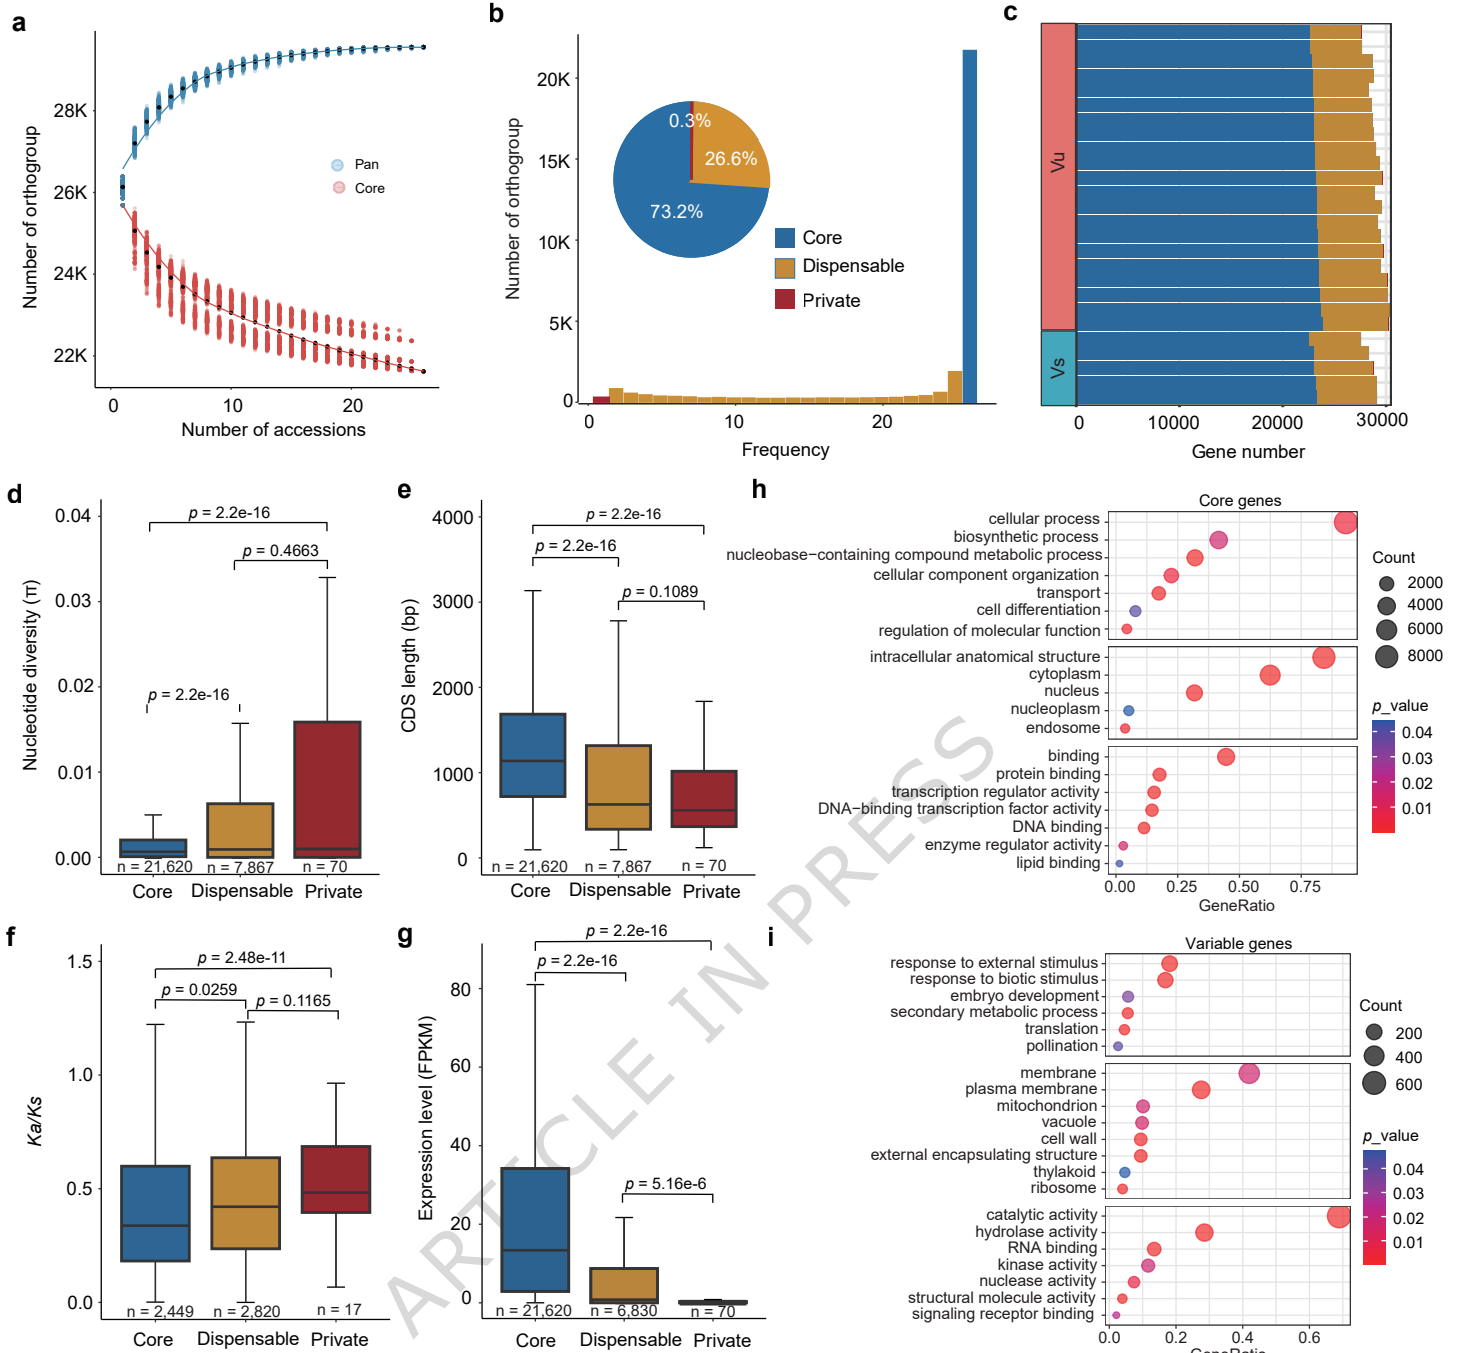 a
Number of orthogroup
28K
26K
24K
22K
Pan
Core
0
10
20
Number of accessions
b
Number of orthogroup
20K
15K
10K
5K
0
0.3%
26.6%
73.2%
Core
Dispensable
Private
0
10
20
Frequency
c
Vu
Vs
0
10000
20000
30000
Gene number
d
Nucleotide diversity (π)
0.04
0.03
0.02
0.01
0.00
p = 2.2e-16
p = 0.4663
p = 2.2e-16
n = 21,620
n = 7,867
n = 70
Core
Dispensable
Private
e
CDS length (bp)
4000
3000
2000
1000
0
p = 2.2e-16
p = 2.2e-16
p = 0.1089
n = 21,620
n = 7,867
n = 70
Core
Dispensable
Private
h
Core genes
cellular process
biosynthetic process
nucleobase−containing compound metabolic process
cellular component organization
transport
cell differentiation
regulation of molecular function
intracellular anatomical structure
cytoplasm
nucleus
nucleoplasm
endosome
binding
protein binding
transcription regulator activity
DNA−binding transcription factor activity
DNA binding
enzyme regulator activity
lipid binding
0.00
0.25
0.50
0.75
GeneRatio
Count
2000
4000
6000
8000
p_value
0.04
0.03
0.02
0.01
f
Ka/Ks
1.5
1.0
0.5
0.0
p = 2.48e-11
p = 0.0259
p = 0.1165
n = 2,449
n = 2,820
n = 17
Core
Dispensable
Private
g
Expression level (FPKM)
80
60
40
20
0
p = 2.2e-16
p = 2.2e-16
p = 5.16e-6
n = 21,620
n = 6,830
n = 70
Core
Dispensable
Private
i
Variable genes
response to external stimulus
response to biotic stimulus
embryo development
secondary metabolic process
translation
pollination
membrane
plasma membrane
mitochondrion
vacuole
cell wall
external encapsulating structure
thylakoid
ribosome
catalytic activity
hydrolase activity
RNA binding
kinase activity
nuclease activity
structural molecule activity
signaling receptor binding
0.0
0.2
0.4
0.6
GeneRatio
Count
200
400
600
p_value
0.04
0.03
0.02
0.01
ARTICLE IN PRESS